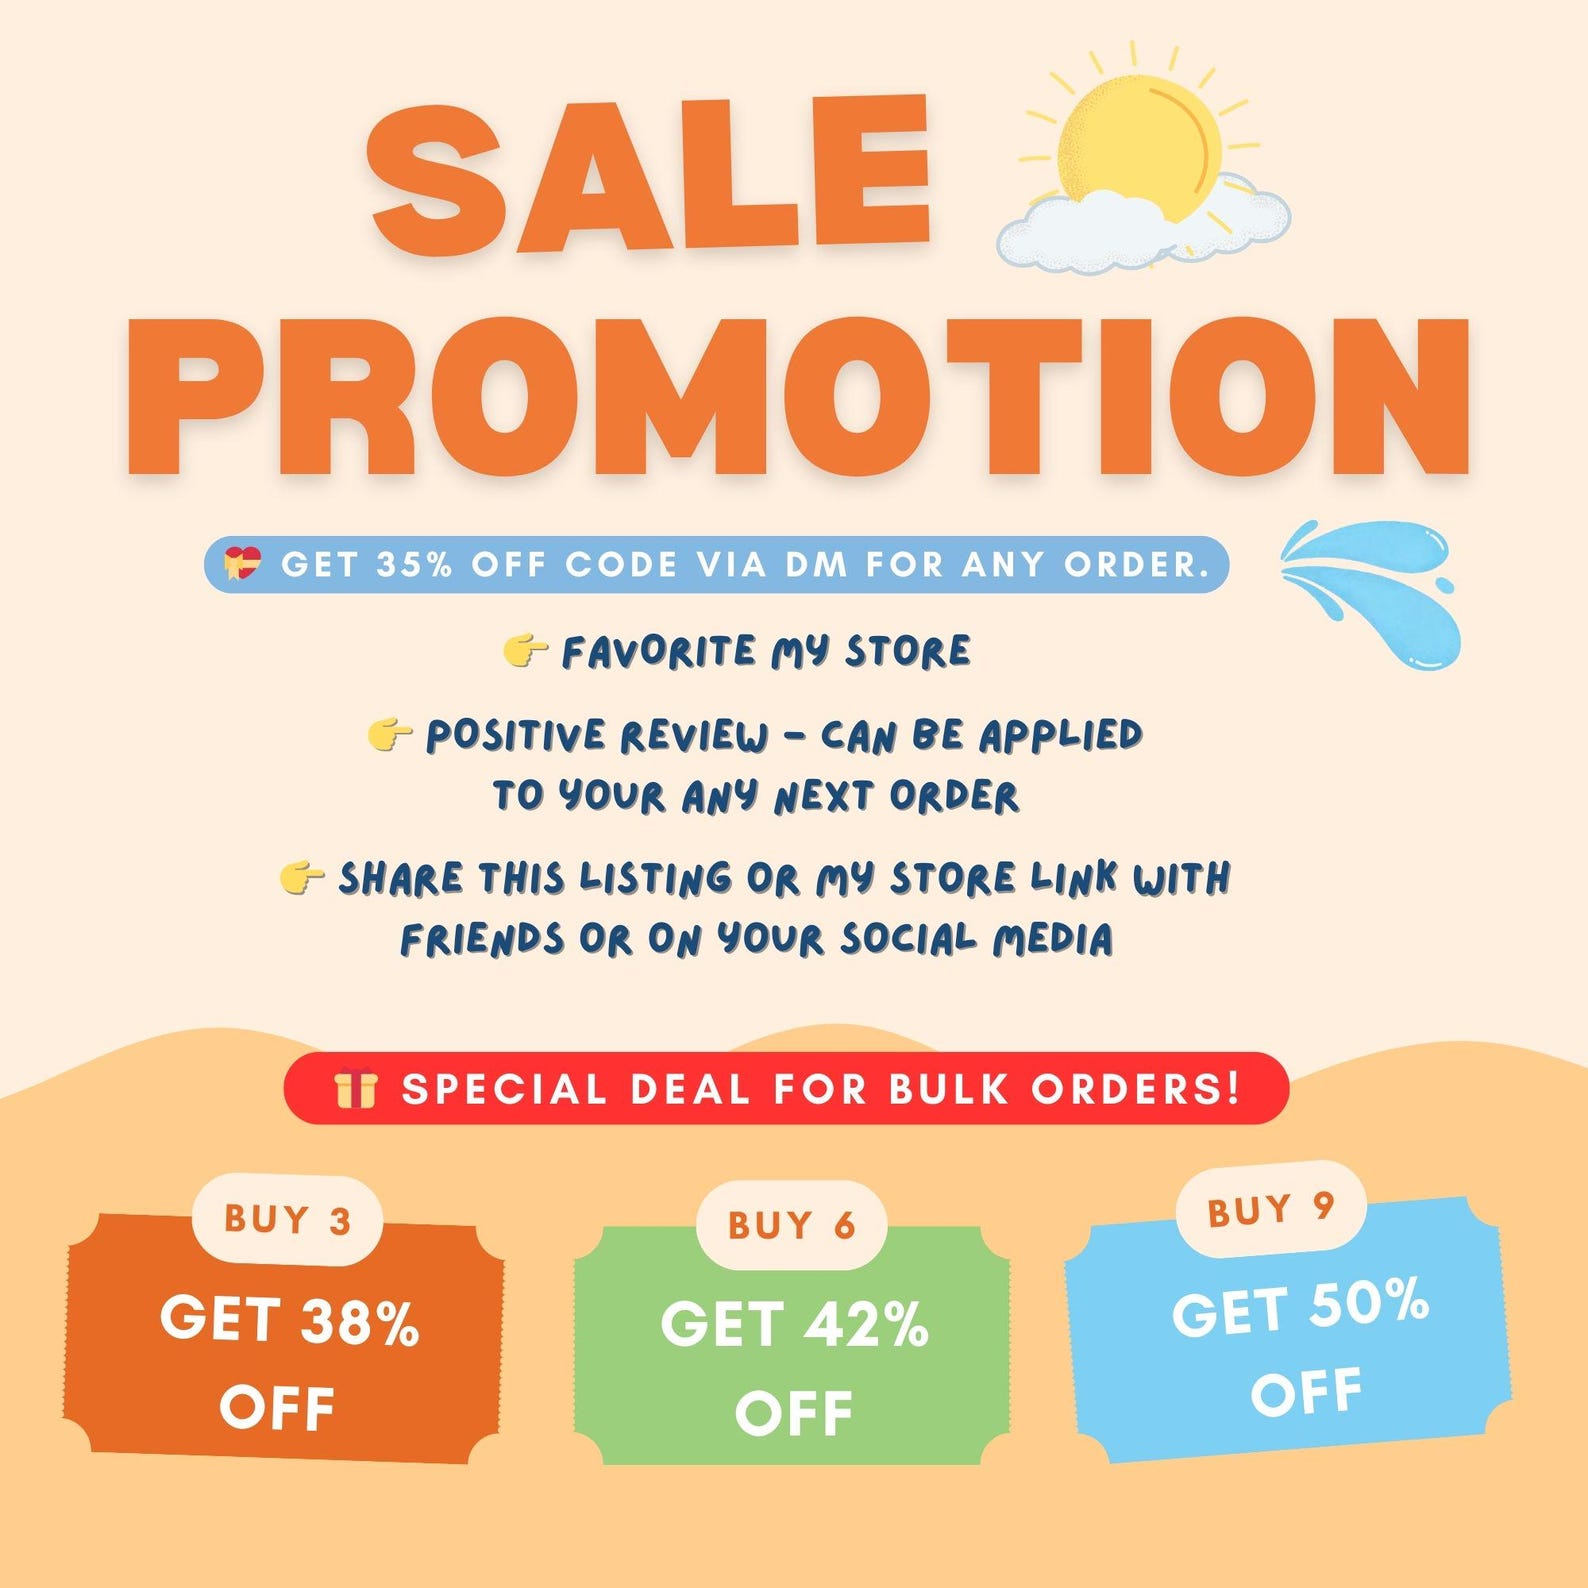 SALE
PROMOTION
💝 GET 35% OFF CODE VIA DM FOR ANY ORDER.
👉 FAVORITE MY STORE
👉 POSITIVE REVIEW - CAN BE APPLIED
TO YOUR ANY NEXT ORDER
👉 SHARE THIS LISTING OR MY STORE LINK WITH
FRIENDS OR ON YOUR SOCIAL MEDIA
🎁 SPECIAL DEAL FOR BULK ORDERS!
BUY 3
GET 38%
OFF
BUY 6
GET 42%
OFF
BUY 9
GET 50%
OFF